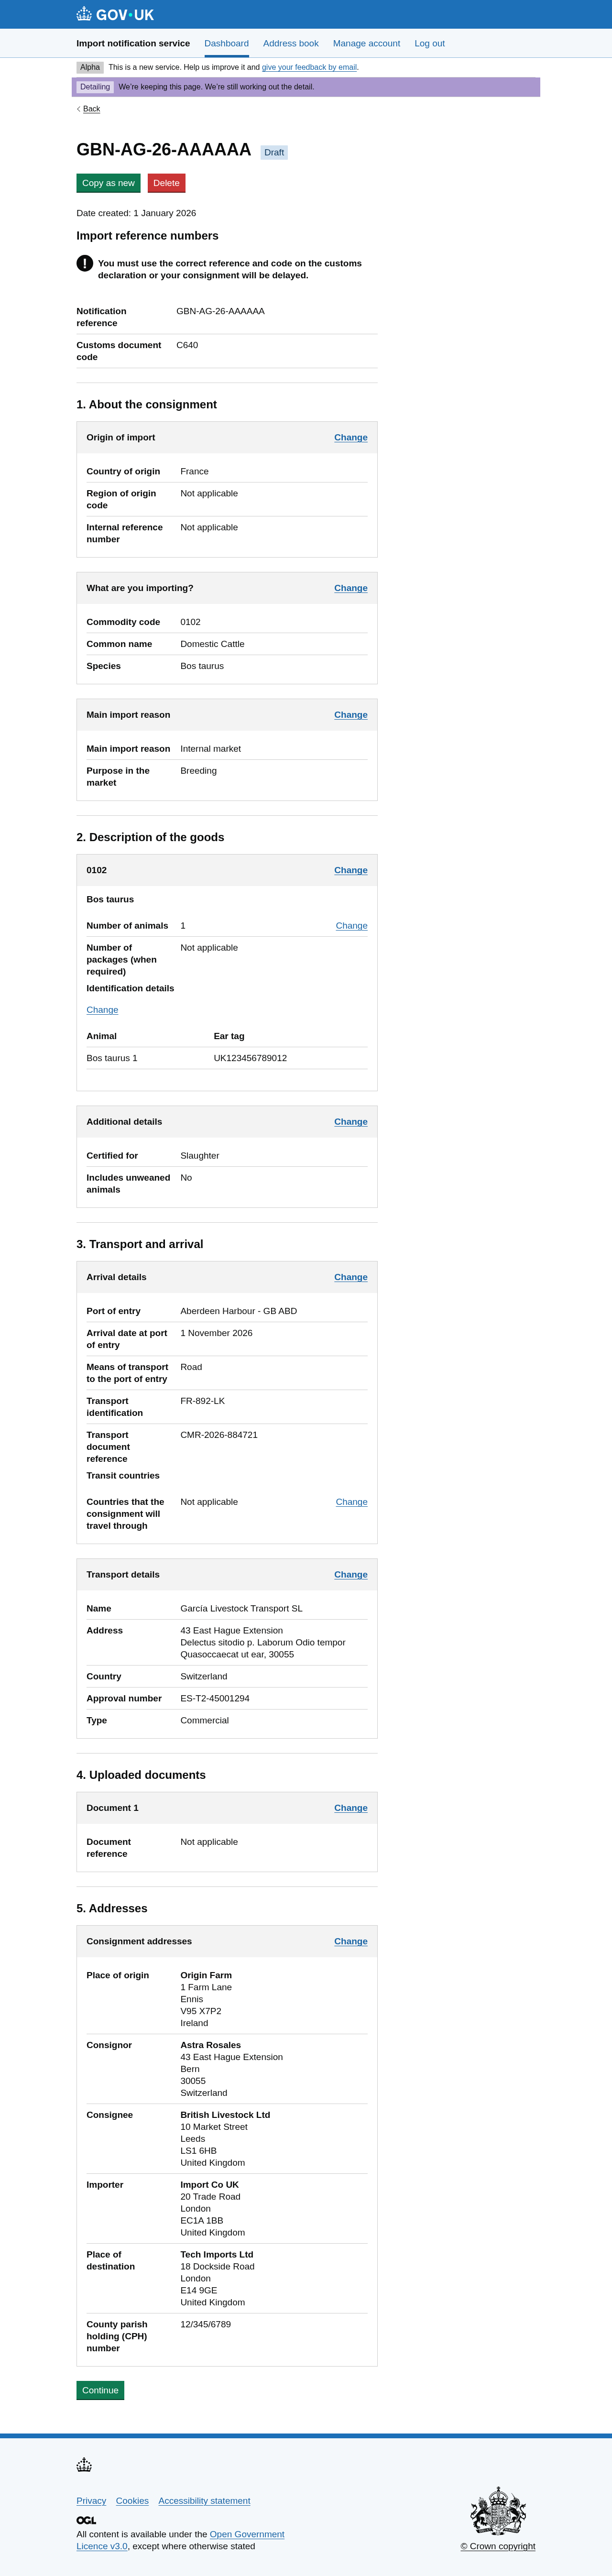 GOV·UK
Import notification service Dashboard Address book Manage account Log out
Alpha This is a new service. Help us improve it and give your feedback by email.
Detailing We're keeping this page. We're still working out the detail.
Back
GBN-AG-26-AAAAAA Draft
Copy as new Delete
Date created: 1 January 2026
Import reference numbers
! You must use the correct reference and code on the customs
declaration or your consignment will be delayed.
Notification GBN-AG-26-AAAAAA
reference
Customs document C640
code
1. About the consignment
Origin of import Change
Country of origin France
Region of origin Not applicable
code
Internal reference Not applicable
number
What are you importing? Change
Commodity code 0102
Common name Domestic Cattle
Species Bos taurus
Main import reason Change
Main import reason Internal market
Purpose in the Breeding
market
2. Description of the goods
0102 Change
Bos taurus
Number of animals 1 Change
Number of Not applicable
packages (when
required)
Identification details
Change
Animal Ear tag
Bos taurus 1 UK123456789012
Additional details Change
Certified for Slaughter
Includes unweaned No
animals
3. Transport and arrival
Arrival details Change
Port of entry Aberdeen Harbour - GB ABD
Arrival date at port 1 November 2026
of entry
Means of transport Road
to the port of entry
Transport FR-892-LK
identification
Transport CMR-2026-884721
document
reference
Transit countries
Countries that the Not applicable Change
consignment will
travel through
Transport details Change
Name García Livestock Transport SL
Address 43 East Hague Extension
Delectus sitodio p. Laborum Odio tempor
Quasoccaecat ut ear, 30055
Country Switzerland
Approval number ES-T2-45001294
Type Commercial
4. Uploaded documents
Document 1 Change
Document Not applicable
reference
5. Addresses
Consignment addresses Change
Place of origin Origin Farm
1 Farm Lane
Ennis
V95 X7P2
Ireland
Consignor Astra Rosales
43 East Hague Extension
Bern
30055
Switzerland
Consignee British Livestock Ltd
10 Market Street
Leeds
LS1 6HB
United Kingdom
Importer Import Co UK
20 Trade Road
London
EC1A 1BB
United Kingdom
Place of Tech Imports Ltd
destination 18 Dockside Road
London
E14 9GE
United Kingdom
County parish 12/345/6789
holding (CPH)
number
Continue
Privacy Cookies Accessibility statement
OGL
All content is available under the Open Government
Licence v3.0, except where otherwise stated
© Crown copyright